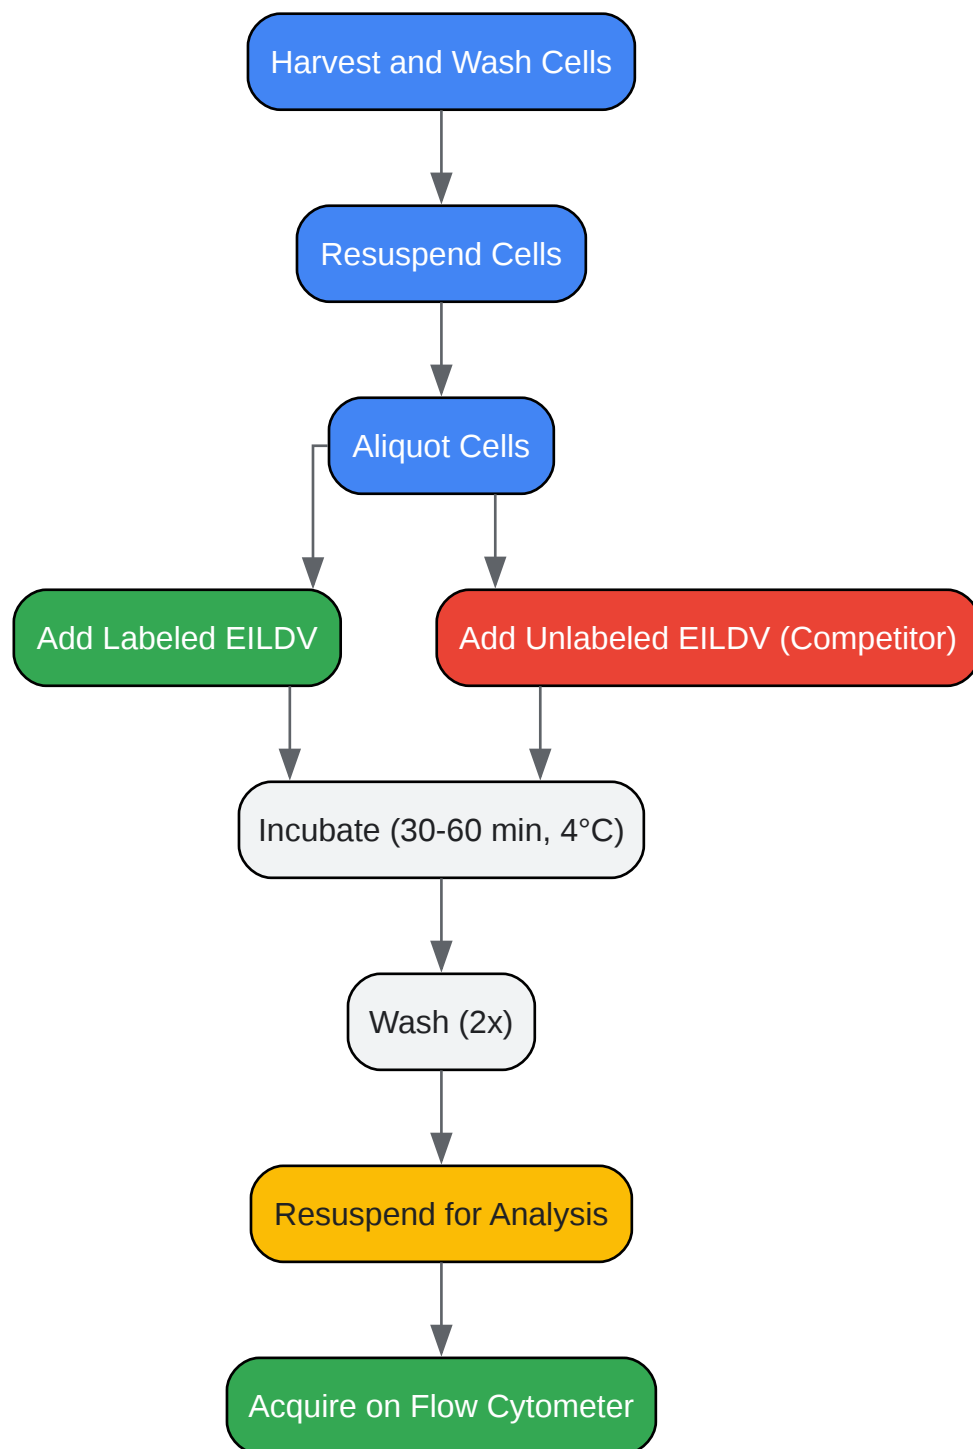 Harvest and Wash Cells
Resuspend Cells
Aliquot Cells
Add Labeled EILDV
Add Unlabeled EILDV (Competitor)
Incubate (30-60 min, 4°C)
Wash (2x)
Resuspend for Analysis
Acquire on Flow Cytometer